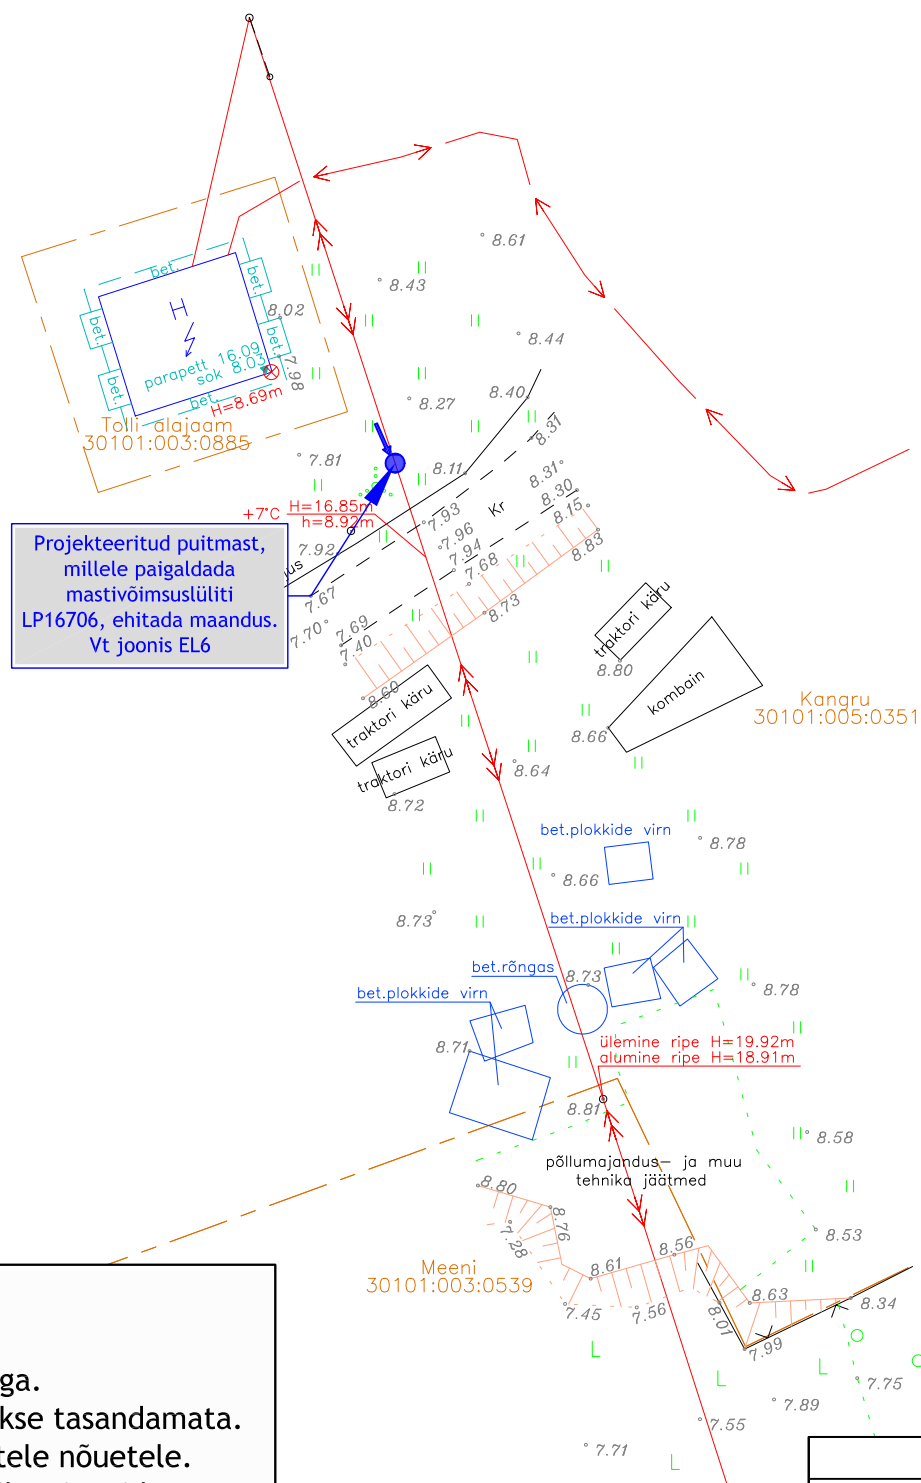 8.61
8.43
8.02
8.44
bet.
bet.
bet.
bet.
bet.
bet.
H
parapett 16.09
sok 8.03
7.98
H=8.69m
8.40
8.27
8.31
Tolli alajaam
30101:003:0885
7.81
8.11
8.31
8.30
8.15
Kr
+7°C
H=16.85m
h=8.92m
7.93
7.96
7.94
7.68
8.83
7.92
Projekteeritud puitmast,
millele paigaldada
mastivõimsuslüliti
LP16706, ehitada maandus.
Vt joonis EL6
7.67
7.70
7.69
7.40
8.73
8.60
traktori käru
8.80
traktori käru
traktori käru
kombain
Kangru
30101:005:0351
8.66
8.64
8.72
bet.plokkide virn
8.78
8.66
8.73
bet.plokkide virn
bet.rõngas
8.73
bet.plokkide virn
8.78
8.71
ülemine ripe H=19.92m
alumine ripe H=18.91m
8.81
8.58
põllumajandus- ja muu
tehnika jäätmed
8.80
8.76
7.28
8.53
8.56
8.61
Meeni
30101:003:0539
7.45
7.56
8.01
8.63
8.34
7.99
L
L
L
7.75
7.89
7.55
7.71
L
ga.
kse tasandamata.
tele nõuetele.